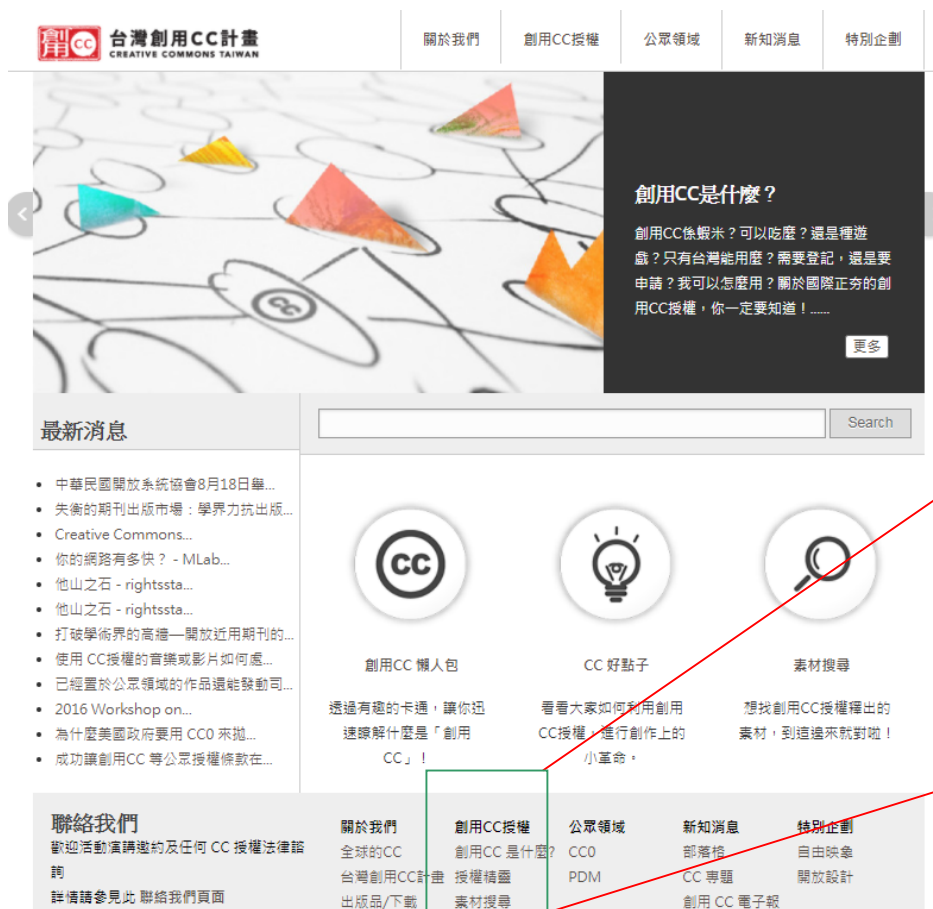 創用 cc 台灣創用CC計畫
CREATIVE COMMONS TAIWAN
關於我們 創用CC授權 公眾領域 新知消息 特別企劃
cc
創用CC是什麼？
創用CC係蝦米？可以吃麼？還是種遊
戲？只有台灣能用麼？需要登記，還是要
申請？我可以怎麼用？關於國際正夯的創
用CC授權，你一定要知道！......
更多
最新消息
Search
中華民國開放系統協會8月18日舉...
失衡的期刊出版市場：學界力抗出版...
Creative Commons...
你的網路有多快？ - MLab...
他山之石 - rightssta...
他山之石 - rightssta...
打破學術界的高牆—開放近用期刊的...
使用 CC授權的音樂或影片如何處...
已經置於公眾領域的作品還能發動司...
2016 Workshop on...
為什麼美國政府要用 CC0 來拋...
成功讓創用CC 等公眾授權條款在...
cc
創用CC 懶人包
透過有趣的卡通，讓你迅
速瞭解什麼是「創用
CC」！
CC 好點子
看看大家如何利用創用
CC授權，進行創作上的
小革命。
素材搜尋
想找創用CC授權釋出的
素材，到這邊來就對啦！
聯絡我們
歡迎活動演講邀約及任何 CC 授權法律諮
詢
詳情請參見此 聯絡我們頁面
關於我們
全球的CC
台灣創用CC計畫
出版品/下載
創用CC授權
創用CC 是什麼?
授權精靈
素材搜尋
公眾領域
CC0
PDM
新知消息
部落格
CC 專題
創用 CC 電子報
特別企劃
自由映象
開放設計